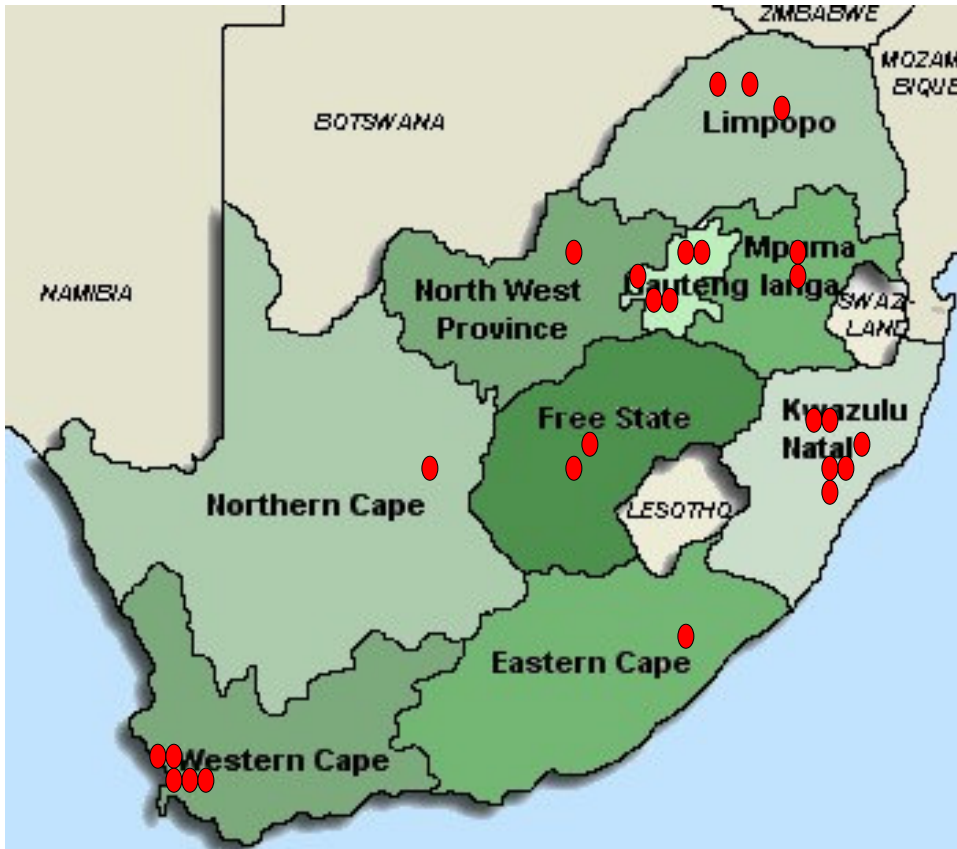 ZIMBABWE
MOZAM
BIQUE
BOTSWANA
Limpopo
NAMIBIA
North West
Province
Gauteng
Mpuma
langa
SWAZI-
LAND
Free State
Kwazulu
Natal
Northern Cape
LESOTHO
Eastern Cape
Western Cape